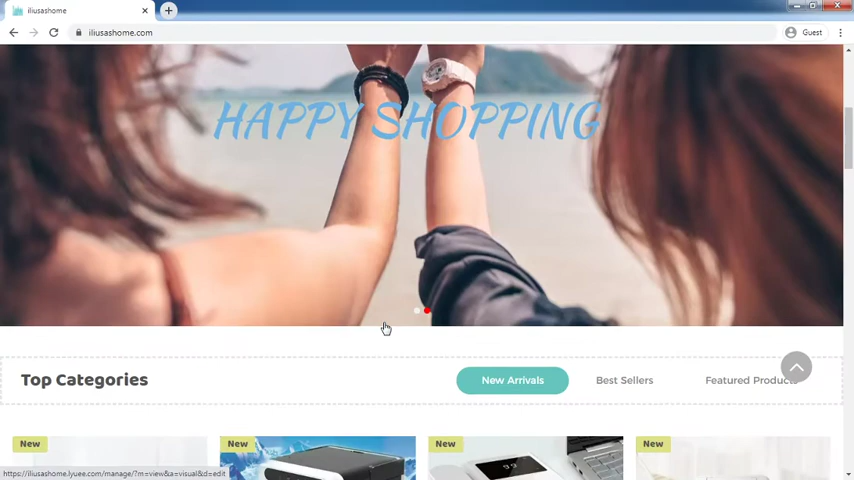 iliusashome
iliusashome.com
Guest
HAPPY SHOPPING
Top Categories
New Arrivals
Best Sellers
Featured Products
New
New
New
New
https://iliusashome.lyuee.com/manage/?m=view&a=visual&d=edit